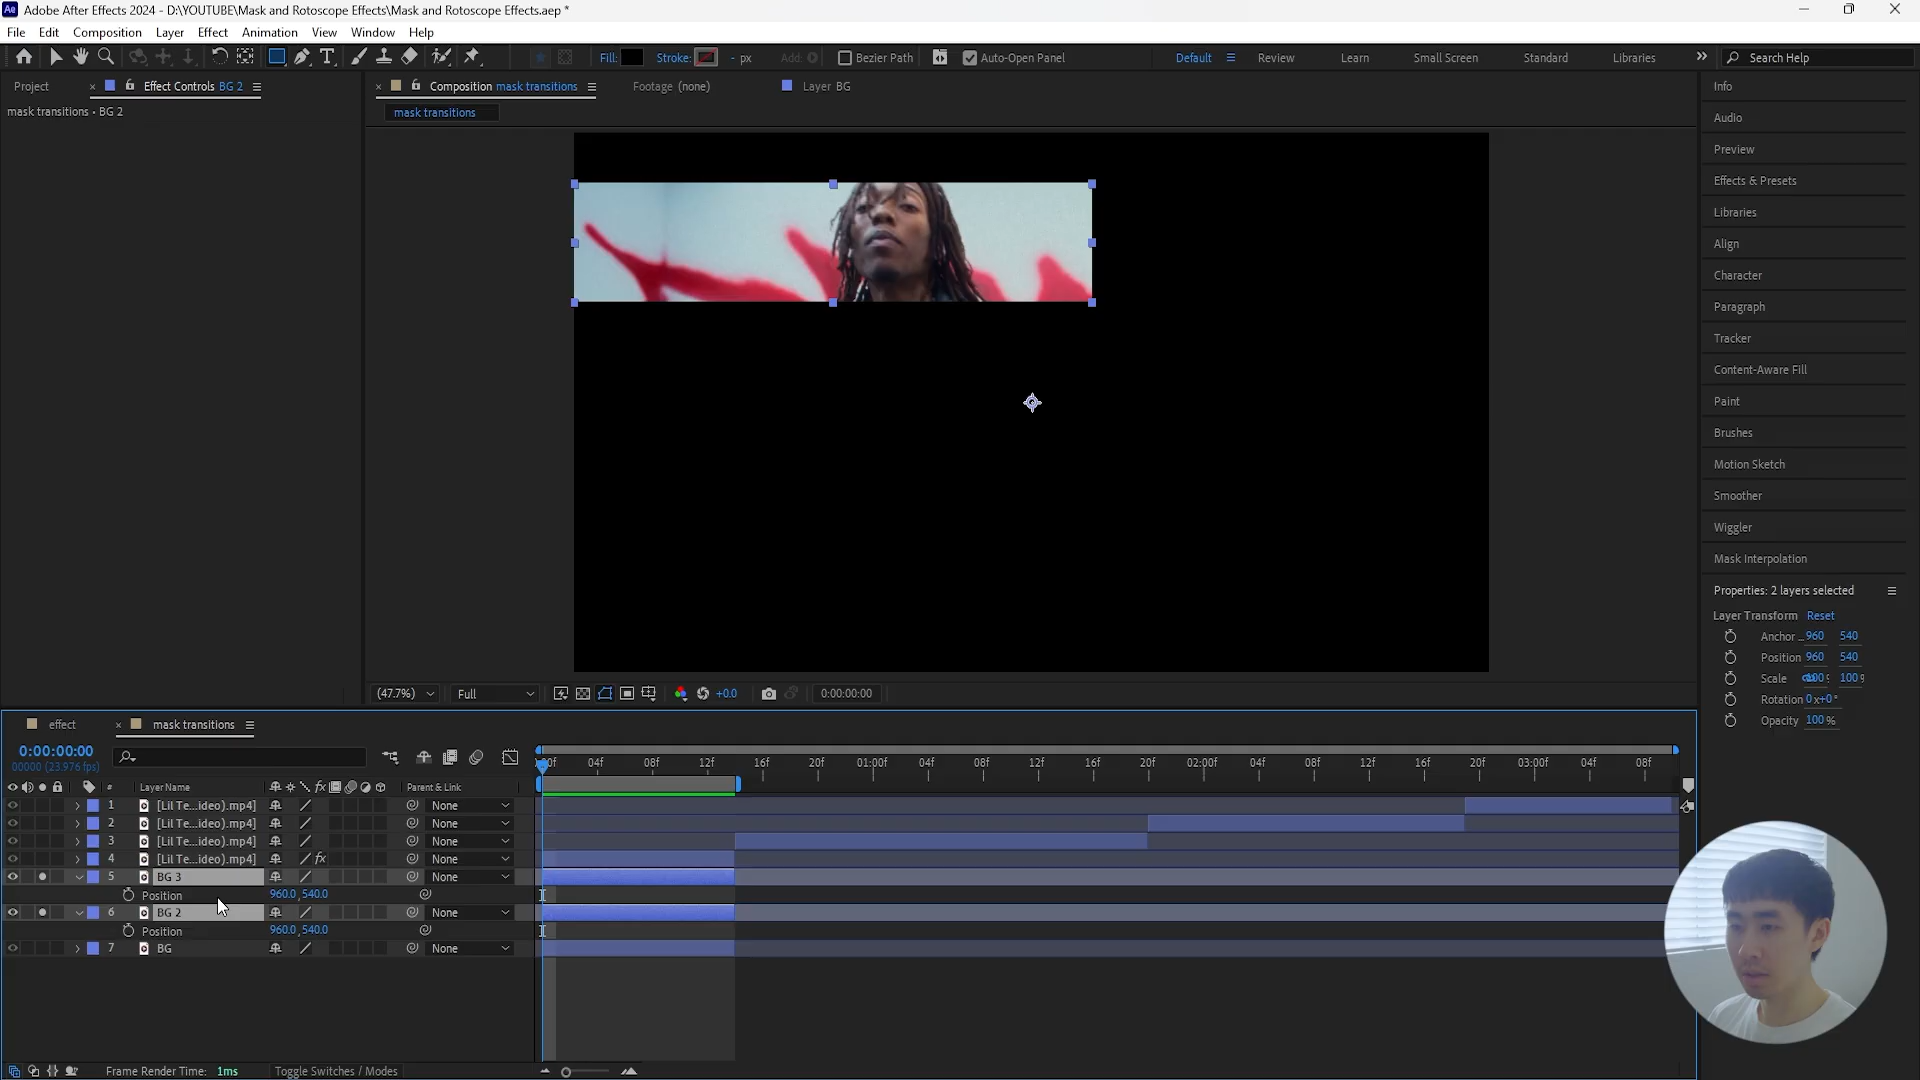 Adobe After Effects 2024 - D:\YOUTUBE\Mask and Rotoscope Effects\Mask and Rotoscope Effects.aep *
File Edit Composition Layer Effect Animation View Window Help
Fill: Stroke: - px Add: Bezier Path Auto-Open Panel Default Review Learn Small Screen Standard Libraries Search Help
Project Effect Controls BG 2 Composition mask transitions Footage (none) Layer BG
mask transitions • BG 2
mask transitions
Info
Audio
Preview
Effects & Presets
Libraries
Align
Character
Paragraph
Tracker
Content-Aware Fill
Paint
Brushes
Motion Sketch
Smoother
Wiggler
Mask Interpolation
Properties: 2 layers selected
Layer Transform Reset
Anchor 960 540
Position 960 540
Scale 100 100
Rotation 0x+0°
Opacity 100 %
(47.7%) Full +0.0 0:00:00:00
effect mask transitions
0:00:00:00
00000 (23.976 fps)
:00f 04f 08f 12f 16f 20f 01:00f 04f 08f 12f 16f 20f 02:00f 04f 08f 12f 16f 20f 03:00f 04f 08f
# Layer Name Parent & Link
1 [Lil Te...ideo).mp4] None
2 [Lil Te...ideo).mp4] None
3 [Lil Te...ideo).mp4] None
4 [Lil Te...ideo).mp4] fx None
5 BG 3 None
Position 960.0, 540.0
6 BG 2 None
Position 960.0, 540.0
7 BG None
Frame Render Time: 1ms Toggle Switches / Modes